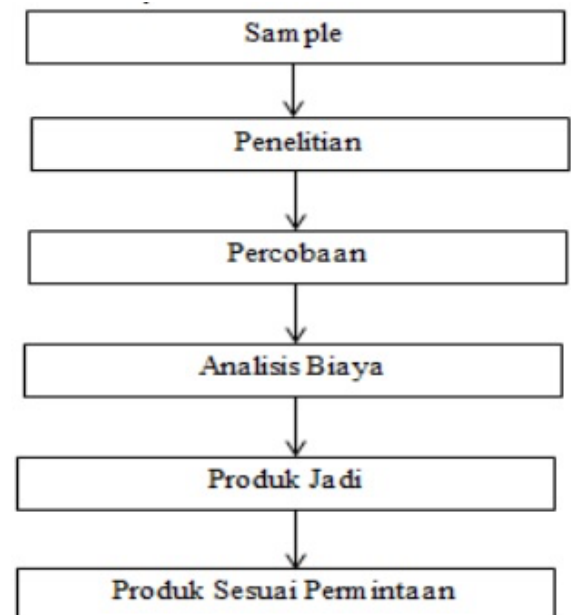 Sample
Penelitian
Percobaan
Analisis Biaya
Produk Jadi
Produk Sesuai Permintaan